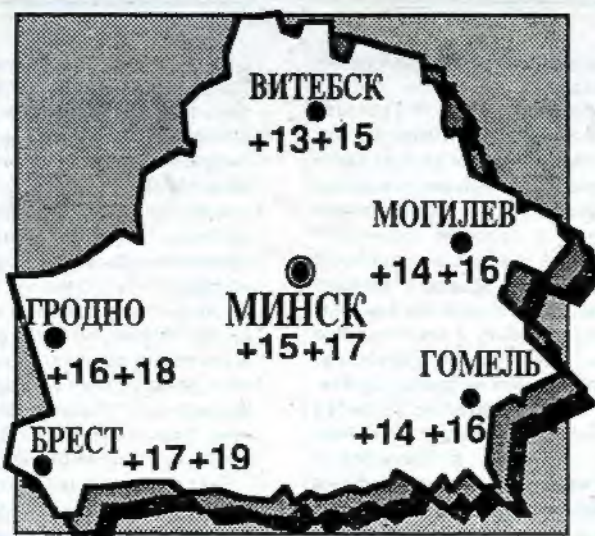 ВИТЕБСК
+13+15
МОГИЛЕВ
+14+16
МИНСК
+15+17
ГРОДНО
+16+18
ГОМЕЛЬ
+14 +16
БРЕСТ
+17+19